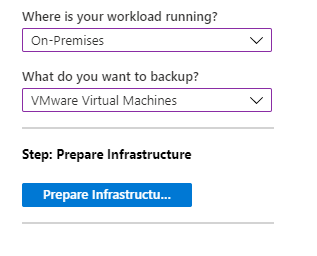 Where is your workload running?
On-Premises
What do you want to backup?
VMware Virtual Machines
Step: Prepare Infrastructure
Prepare Infrastructu...